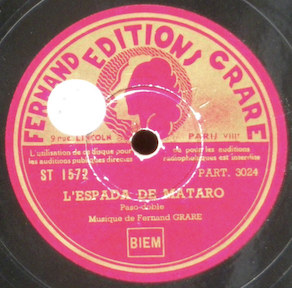 EDITIONS
FERNAND GRARE
9 RUE LINCOLN PARIS VIIIe
L'utilisation de ce disque pour ou pour les auditions
les auditions publiques directes radiophoniques est interdite
ST 1572 PART. 3024
L'ESPADA DE MATARO
Paso-doble
Musique de Fernand GRARE
BIEM